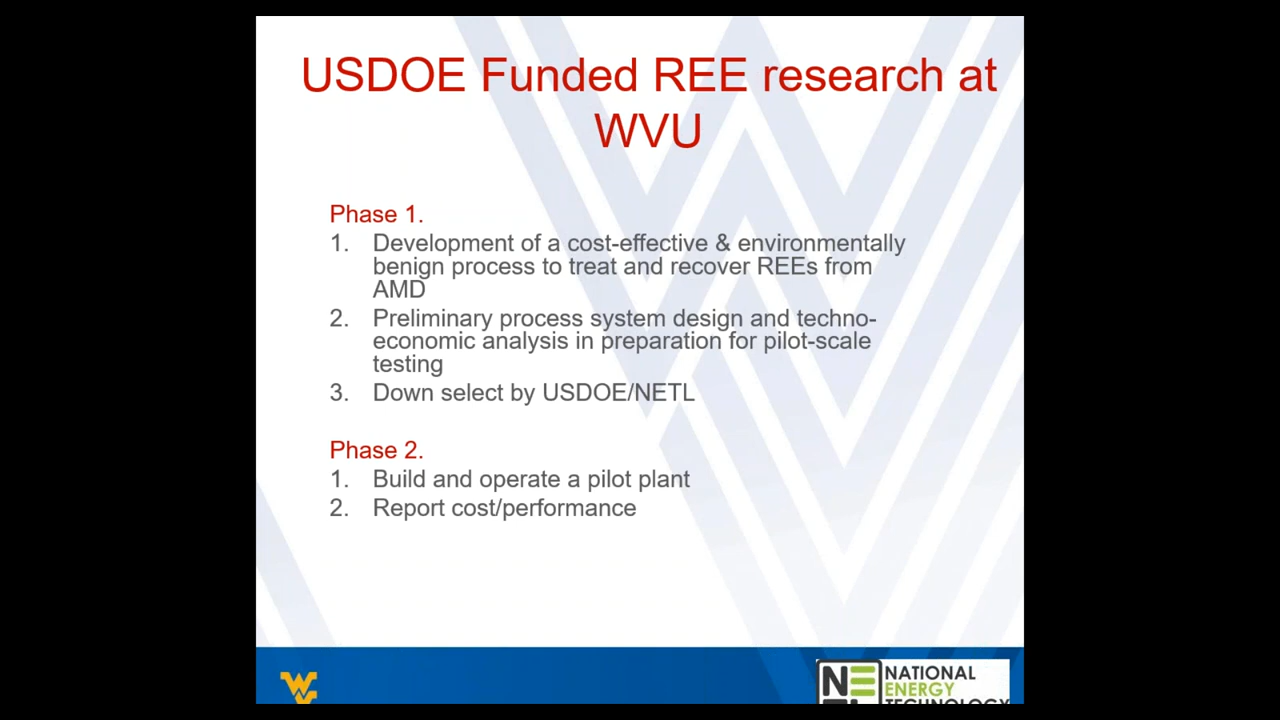 USDOE Funded REE research at
WVU
Phase 1.
1. Development of a cost-effective & environmentally
benign process to treat and recover REEs from
AMD
2. Preliminary process system design and techno-
economic analysis in preparation for pilot-scale
testing
3. Down select by USDOE/NETL
Phase 2.
1. Build and operate a pilot plant
2. Report cost/performance
NATIONAL
ENERGY
TECHNOLOGY